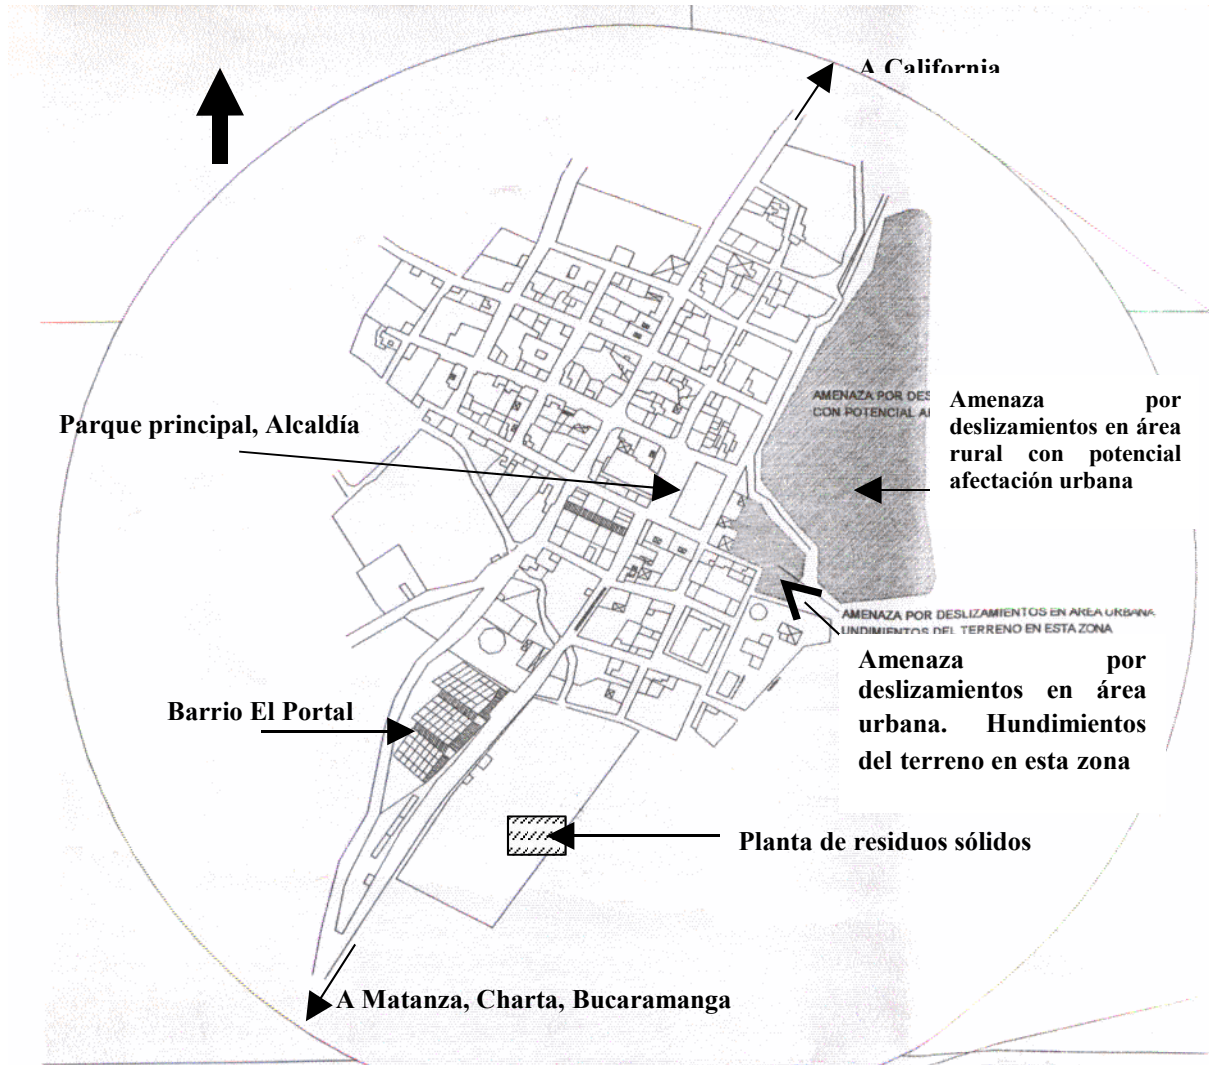 A California
AMENAZA POR DES
CON POTENCIAL A
Amenaza por
deslizamientos en área
rural con potencial
afectación urbana
Parque principal, Alcaldía
AMENAZA POR DESLIZAMIENTOS EN AREA URBANA
UNDIMIENTOS DEL TERRENO EN ESTA ZONA
Amenaza por
deslizamientos en área
urbana. Hundimientos
del terreno en esta zona
Barrio El Portal
Planta de residuos sólidos
A Matanza, Charta, Bucaramanga